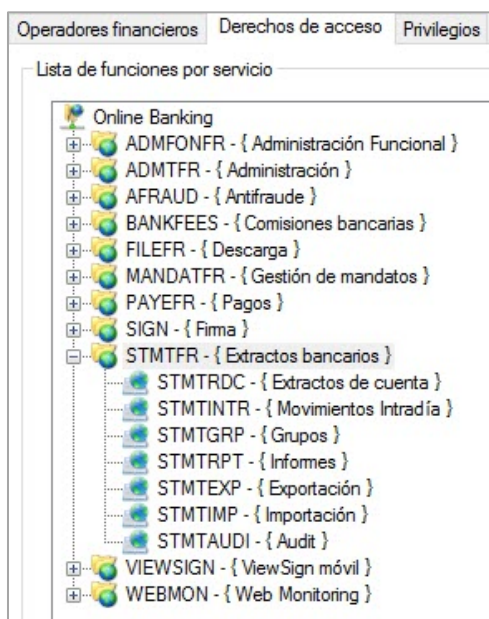 Operadores financieros Derechos de acceso Privilegios
Lista de funciones por servicio
Online Banking
ADMFONFR - { Administración Funcional }
ADMTFR - { Administración }
AFRAUD - { Antifraude }
BANKFEES - { Comisiones bancarias }
FILEFR - { Descarga }
MANDATFR - { Gestión de mandatos }
PAYEFR - { Pagos }
SIGN - { Firma }
STMTFR - { Extractos bancarios }
STMTRDC - { Extractos de cuenta }
STMTINTR - { Movimientos Intradía }
STMTGRP - { Grupos }
STMTRPT - { Informes }
STMTEXP - { Exportación }
STMTIMP - { Importación }
STMTAUDI - { Audit }
VIEWSIGN - { ViewSign móvil }
WEBMON - { Web Monitoring }